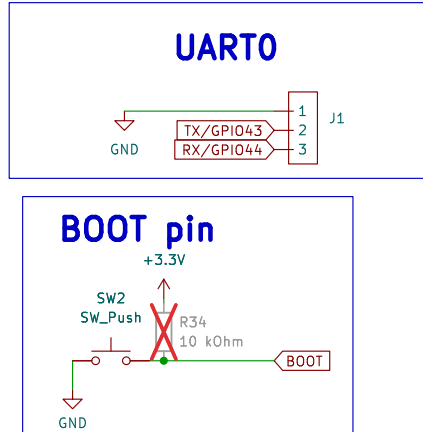 UART0
1
J1
TX/GPIO43
2
GND
RX/GPIO44
3
BOOT pin
+3.3V
SW2
SW_Push
R34
10 kOhm
BOOT
GND